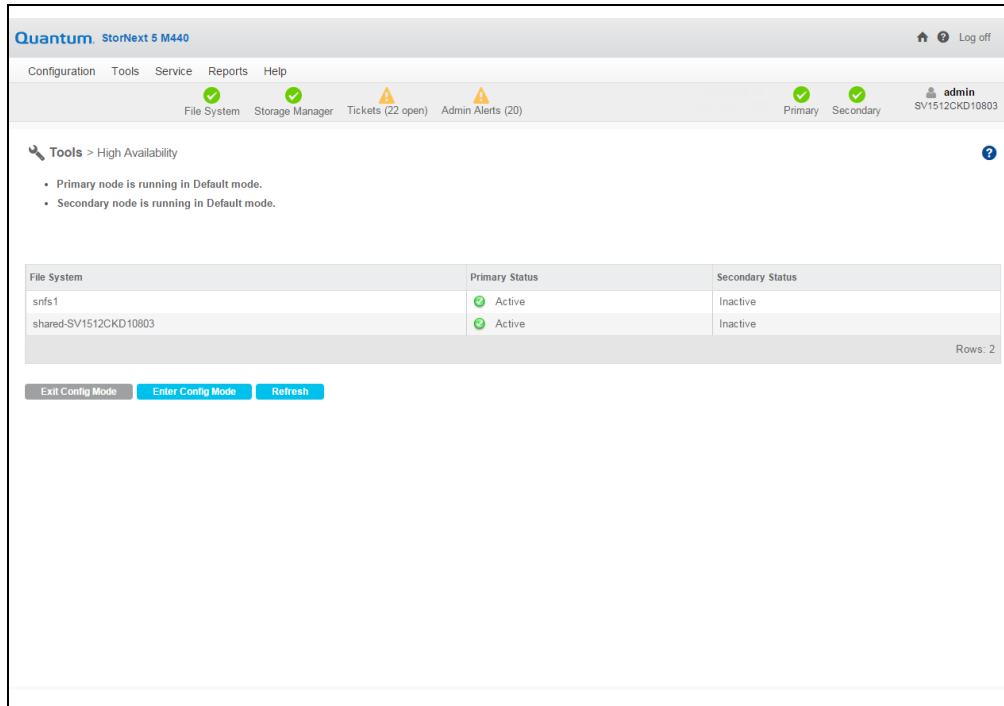 Quantum. StorNext 5 M440
Log off
Configuration Tools Service Reports Help
File System Storage Manager Tickets (22 open) Admin Alerts (20) Primary Secondary admin
SV1512CKD10803
Tools > High Availability
• Primary node is running in Default mode.
• Secondary node is running in Default mode.
File System Primary Status Secondary Status
snfs1 Active Inactive
shared-SV1512CKD10803 Active Inactive
Rows: 2
Exit Config Mode Enter Config Mode Refresh